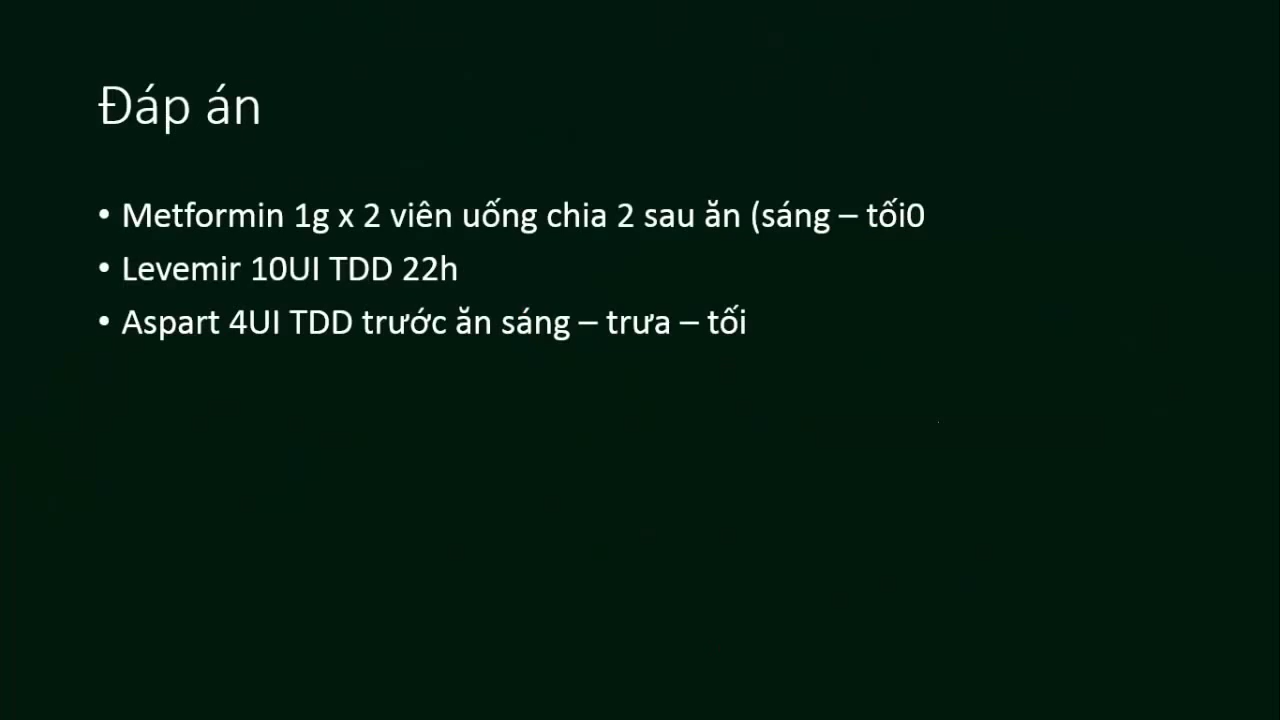 Đáp án
• Metformin 1g x 2 viên uống chia 2 sau ăn (sáng – tối0
• Levemir 10UI TDD 22h
• Aspart 4UI TDD trước ăn sáng – trưa – tối